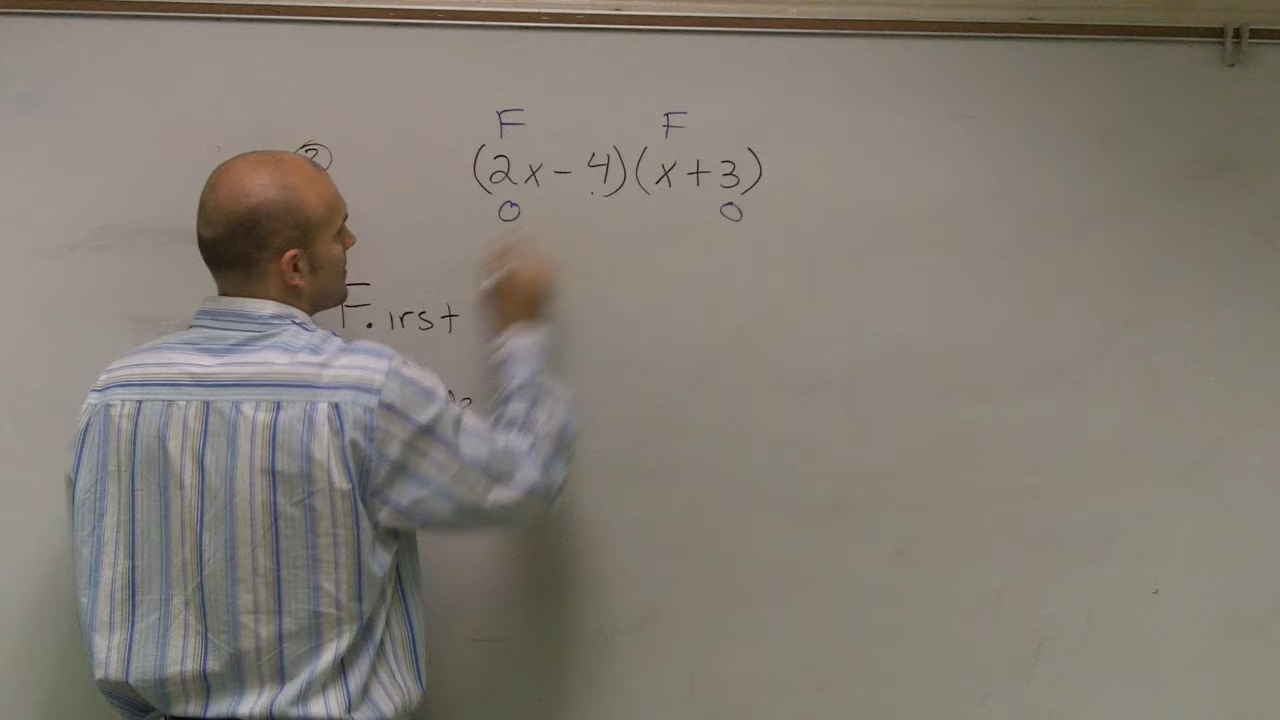 F F
(2x - 4)(x + 3)
O O
First